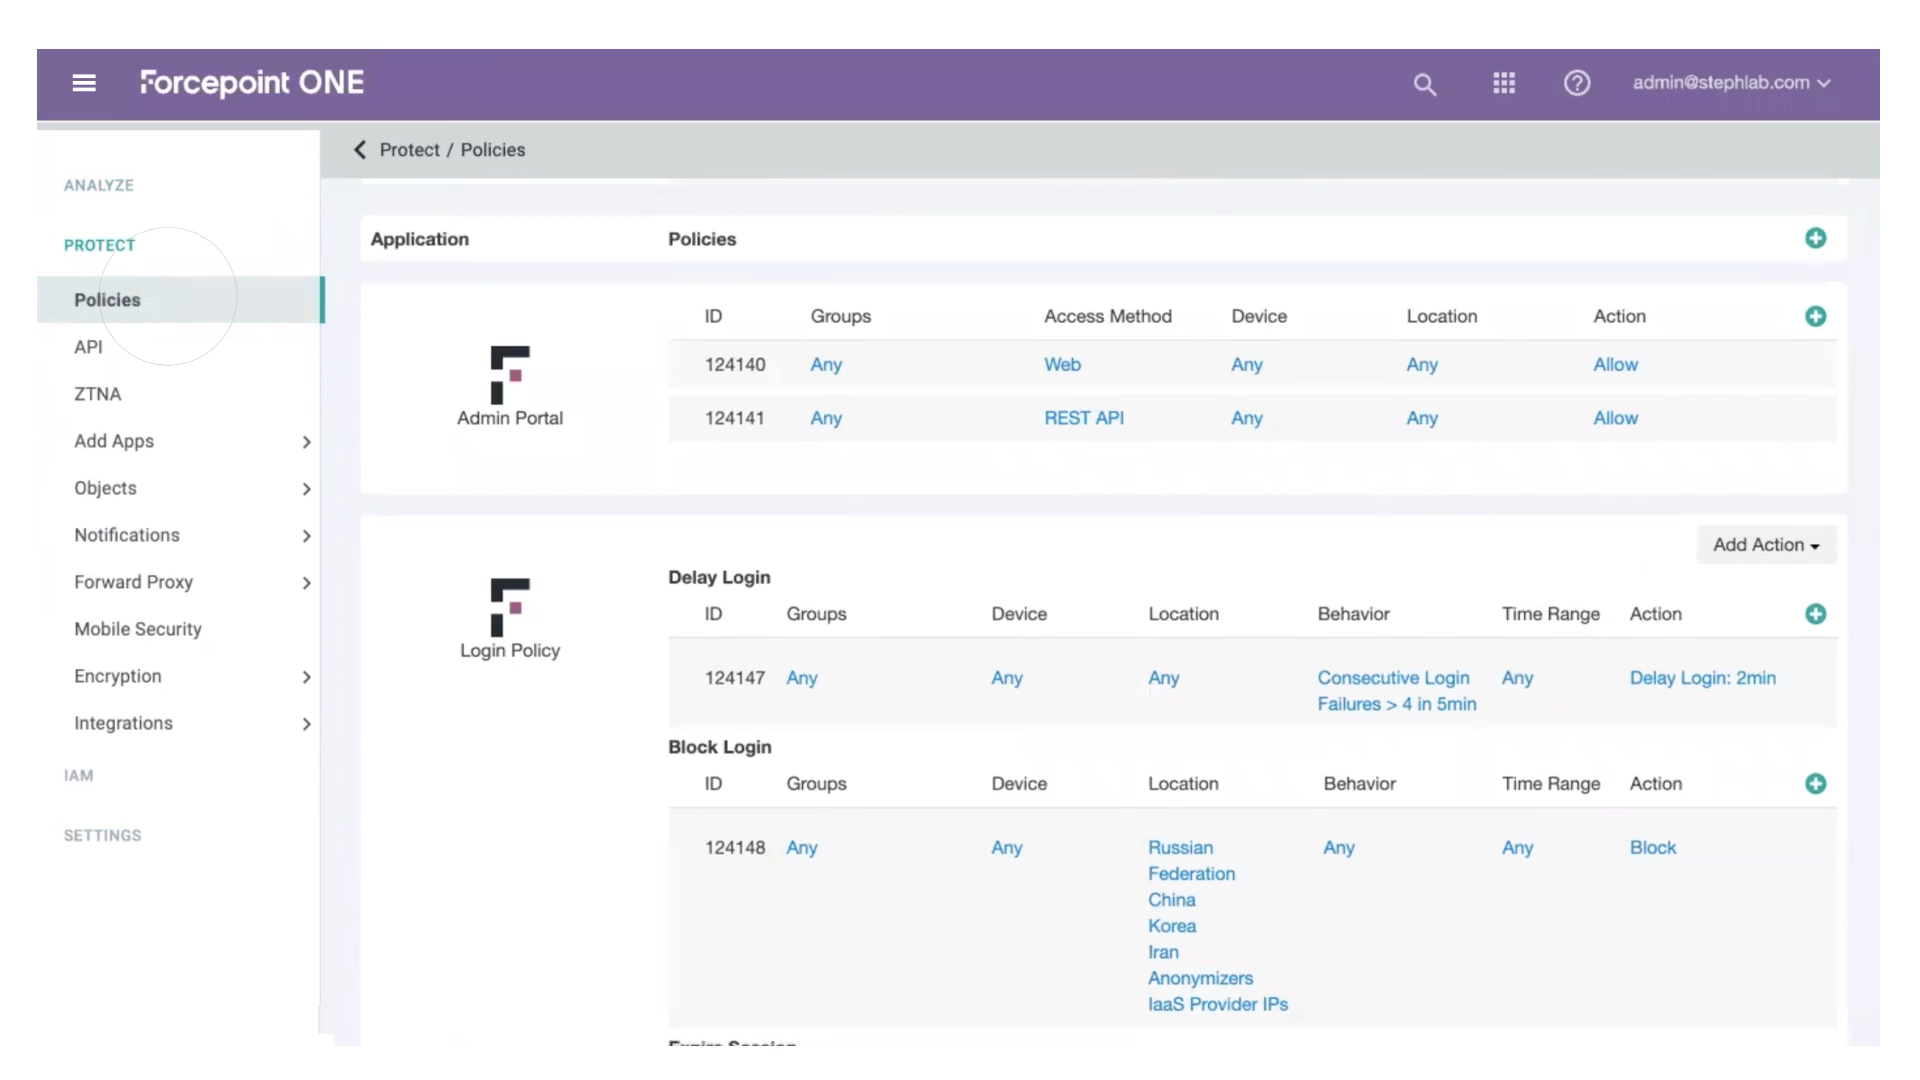 Forcepoint ONE
admin@stephlab.com
Protect / Policies
ANALYZE
PROTECT
Policies
API
ZTNA
Add Apps
Objects
Notifications
Forward Proxy
Mobile Security
Encryption
Integrations
IAM
SETTINGS
Application Policies
Admin Portal
ID Groups Access Method Device Location Action
124140 Any Web Any Any Allow
124141 Any REST API Any Any Allow
Add Action
Login Policy
Delay Login
ID Groups Device Location Behavior Time Range Action
124147 Any Any Any Consecutive Login Any Delay Login: 2min
Failures > 4 in 5min
Block Login
ID Groups Device Location Behavior Time Range Action
124148 Any Any Russian Any Any Block
Federation
China
Korea
Iran
Anonymizers
IaaS Provider IPs